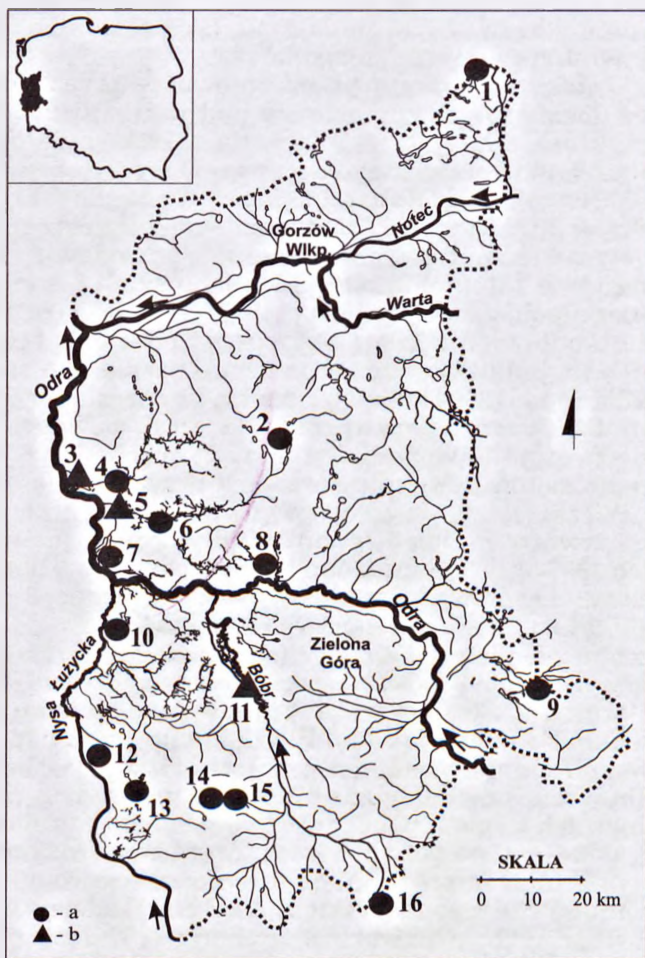 1
Noteć
Gorzów
Wlkp.
Warta
Odra
2
3
4
5
6
7
8
Odra
Nysa Łużycka
10
Zielona
Góra
Bóbr
11
9
12
13
14
15
16
SKALA
0
20 km
- a
- b